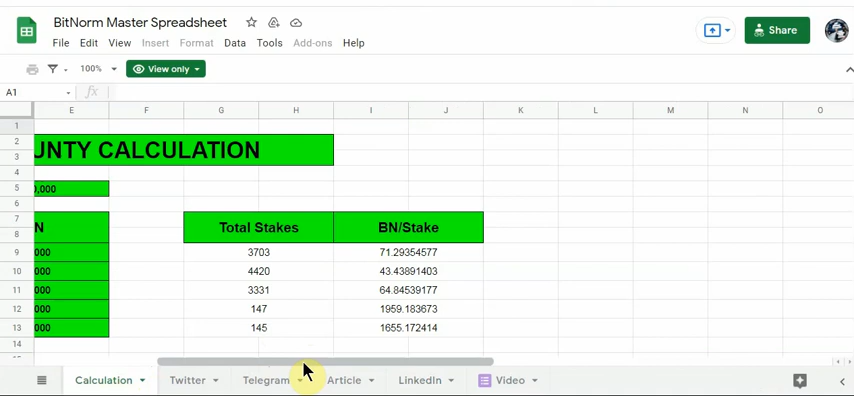 BitNorm Master Spreadsheet
File Edit View Insert Format Data Tools Add-ons Help
Share
100% View only
A1 fx
E F G H I J K L M N O
1
2
UNTY CALCULATION
3
4
5 0,000
6
7
N Total Stakes BN/Stake
8
9 000 3703 71.29354577
10 000 4420 43.43891403
11 000 3331 64.84539177
12 000 147 1959.183673
13 000 145 1655.172414
14
Calculation Twitter Telegram Article LinkedIn Video